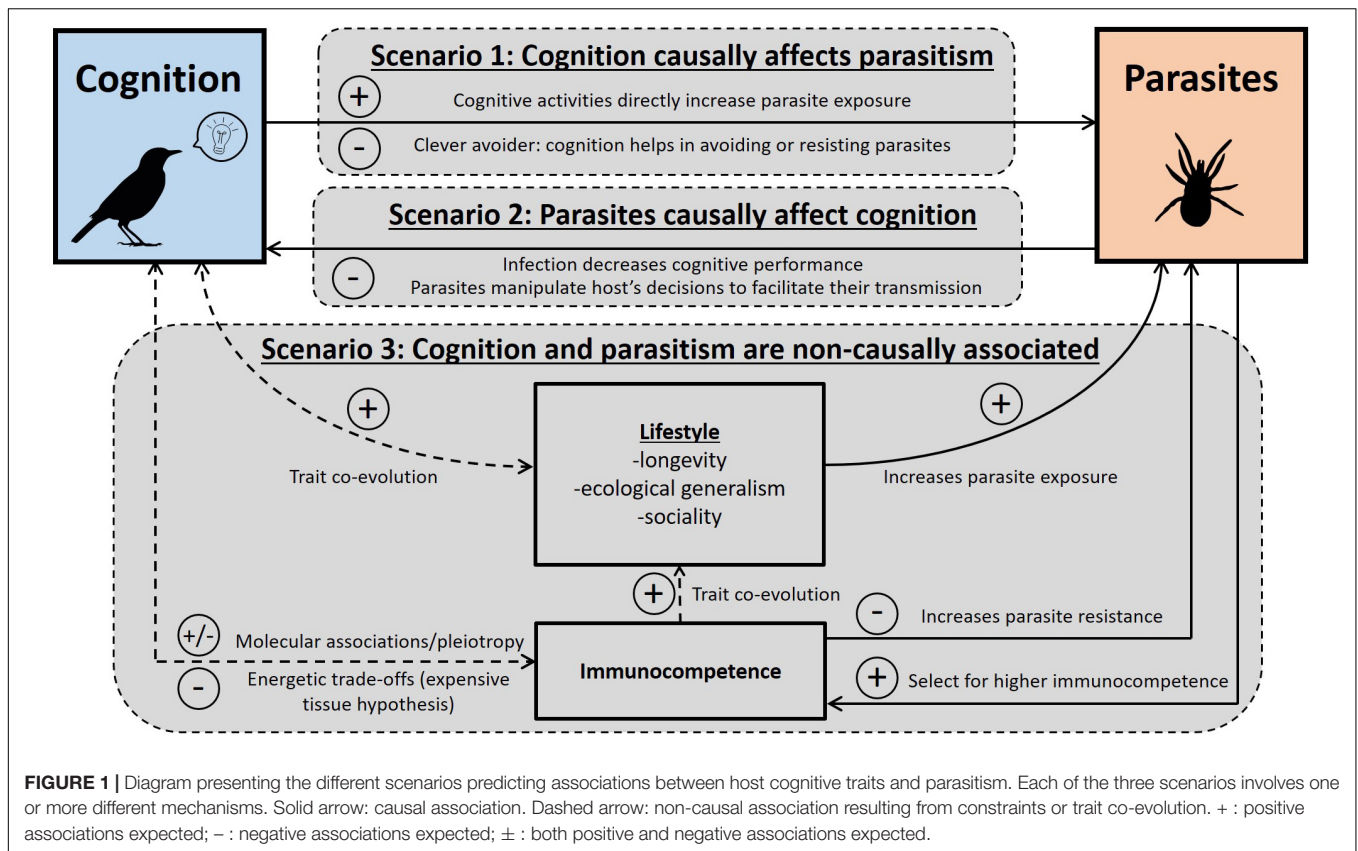 Cognition
Scenario 1: Cognition causally affects parasitism
+
Cognitive activities directly increase parasite exposure
-
Clever avoider: cognition helps in avoiding or resisting parasites
Parasites
Scenario 2: Parasites causally affect cognition
Infection decreases cognitive performance
-
Parasites manipulate host's decisions to facilitate their transmission
Scenario 3: Cognition and parasitism are non-causally associated
+
Trait co-evolution
Lifestyle
-longevity
-ecological generalism
-sociality
+
Increases parasite exposure
+
Trait co-evolution
+/-
Molecular associations/pleiotropy
-
Energetic trade-offs (expensive
tissue hypothesis)
Immunocompetence
-
Increases parasite resistance
+
Select for higher immunocompetence
FIGURE 1 | Diagram presenting the different scenarios predicting associations between host cognitive traits and parasitism. Each of the three scenarios involves one
or more different mechanisms. Solid arrow: causal association. Dashed arrow: non-causal association resulting from constraints or trait co-evolution. + : positive
associations expected; – : negative associations expected; ± : both positive and negative associations expected.